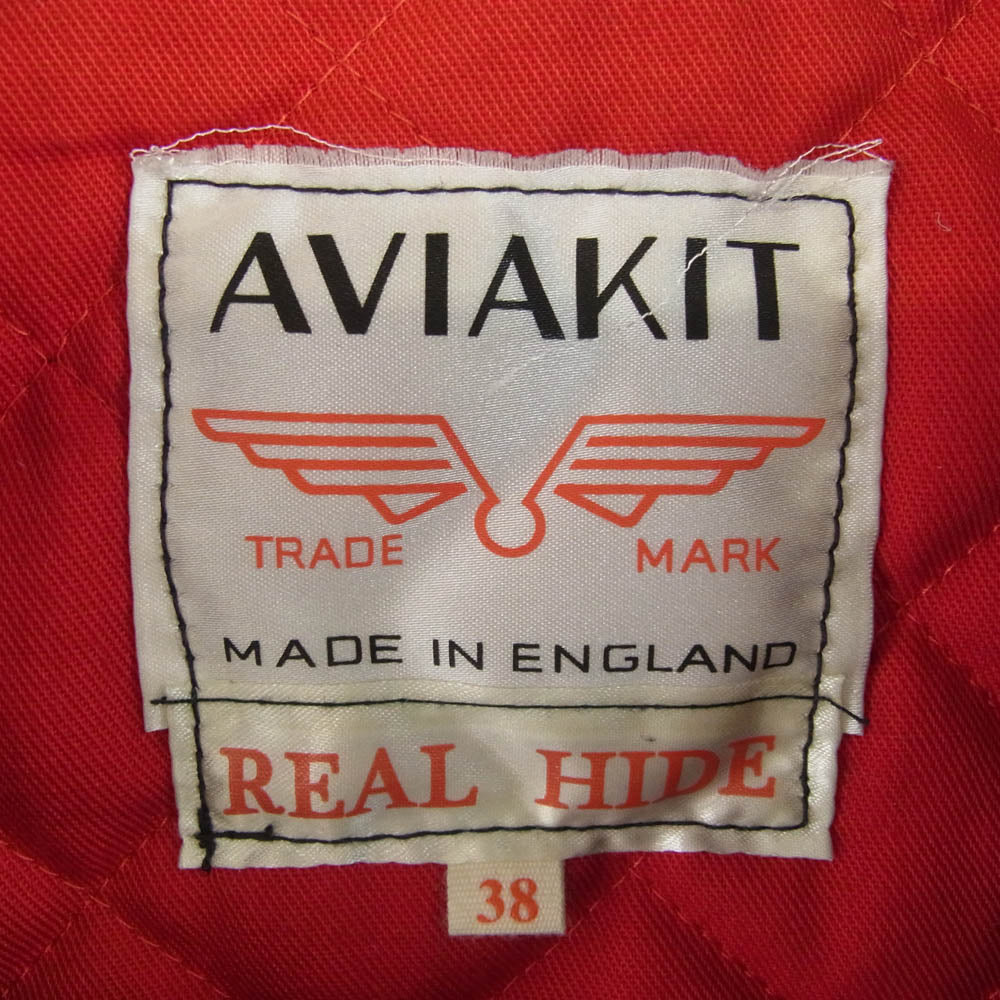 AVIAKIT
TRADE MARK
MADE IN ENGLAND
REAL HIDE
38